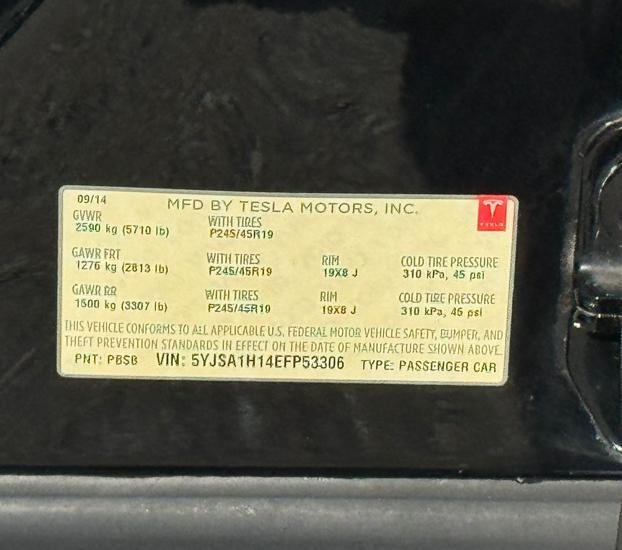 09/14 MFD BY TESLA MOTORS, INC.
TESLA
GVWR WITH TIRES
2590 kg (5710 lb) P245/45R19
GAWR FRT WITH TIRES RIM COLD TIRE PRESSURE
1276 kg (2813 lb) P245/45R19 19X8 J 310 kPa, 45 psi
GAWR RR WITH TIRES RIM COLD TIRE PRESSURE
1500 kg (3307 lb) P245/45R19 19X8 J 310 kPa, 45 psi
THIS VEHICLE CONFORMS TO ALL APPLICABLE U.S. FEDERAL MOTOR VEHICLE SAFETY, BUMPER, AND
THEFT PREVENTION STANDARDS IN EFFECT ON THE DATE OF MANUFACTURE SHOWN ABOVE.
PNT: PBSB VIN: 5YJSA1H14EFP53306 TYPE: PASSENGER CAR